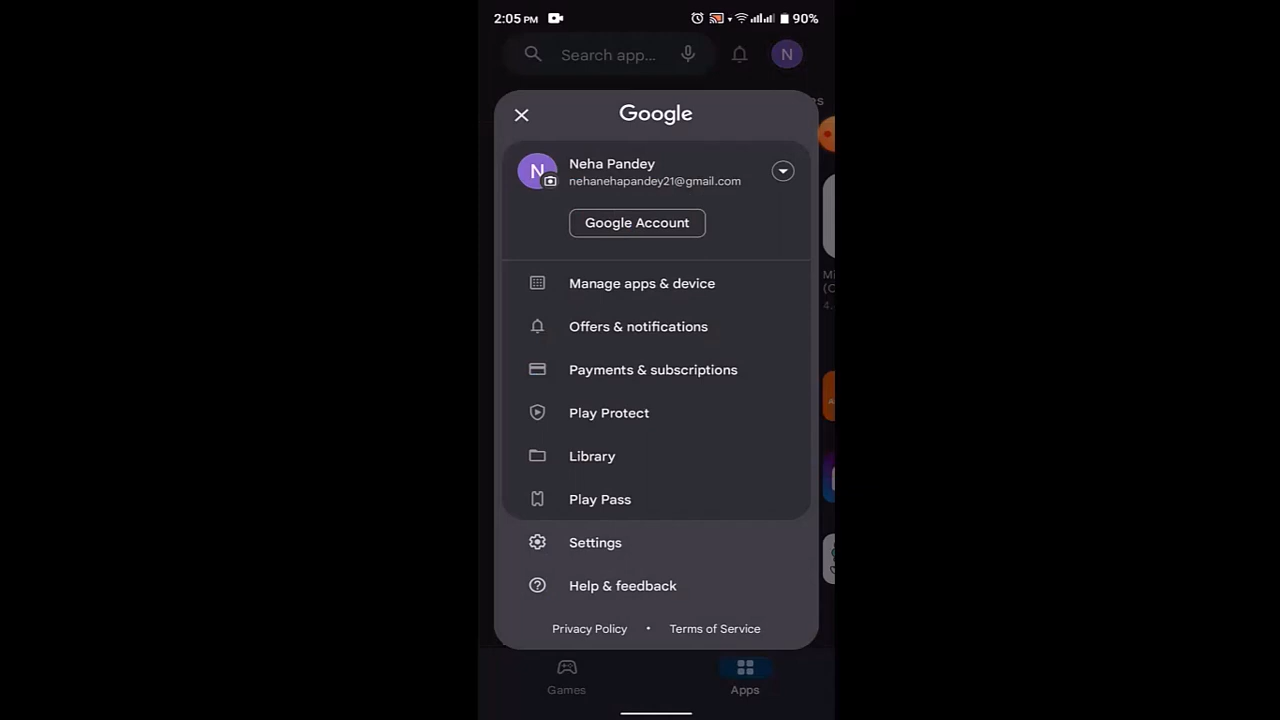 2:05 PM 90%
Search app...
N
es
Google
N
Neha Pandey
nehanehapandey21@gmail.com
Google Account
Manage apps & device
Offers & notifications
Payments & subscriptions
Play Protect
Library
Play Pass
Settings
Help & feedback
Privacy Policy • Terms of Service
Games
Apps